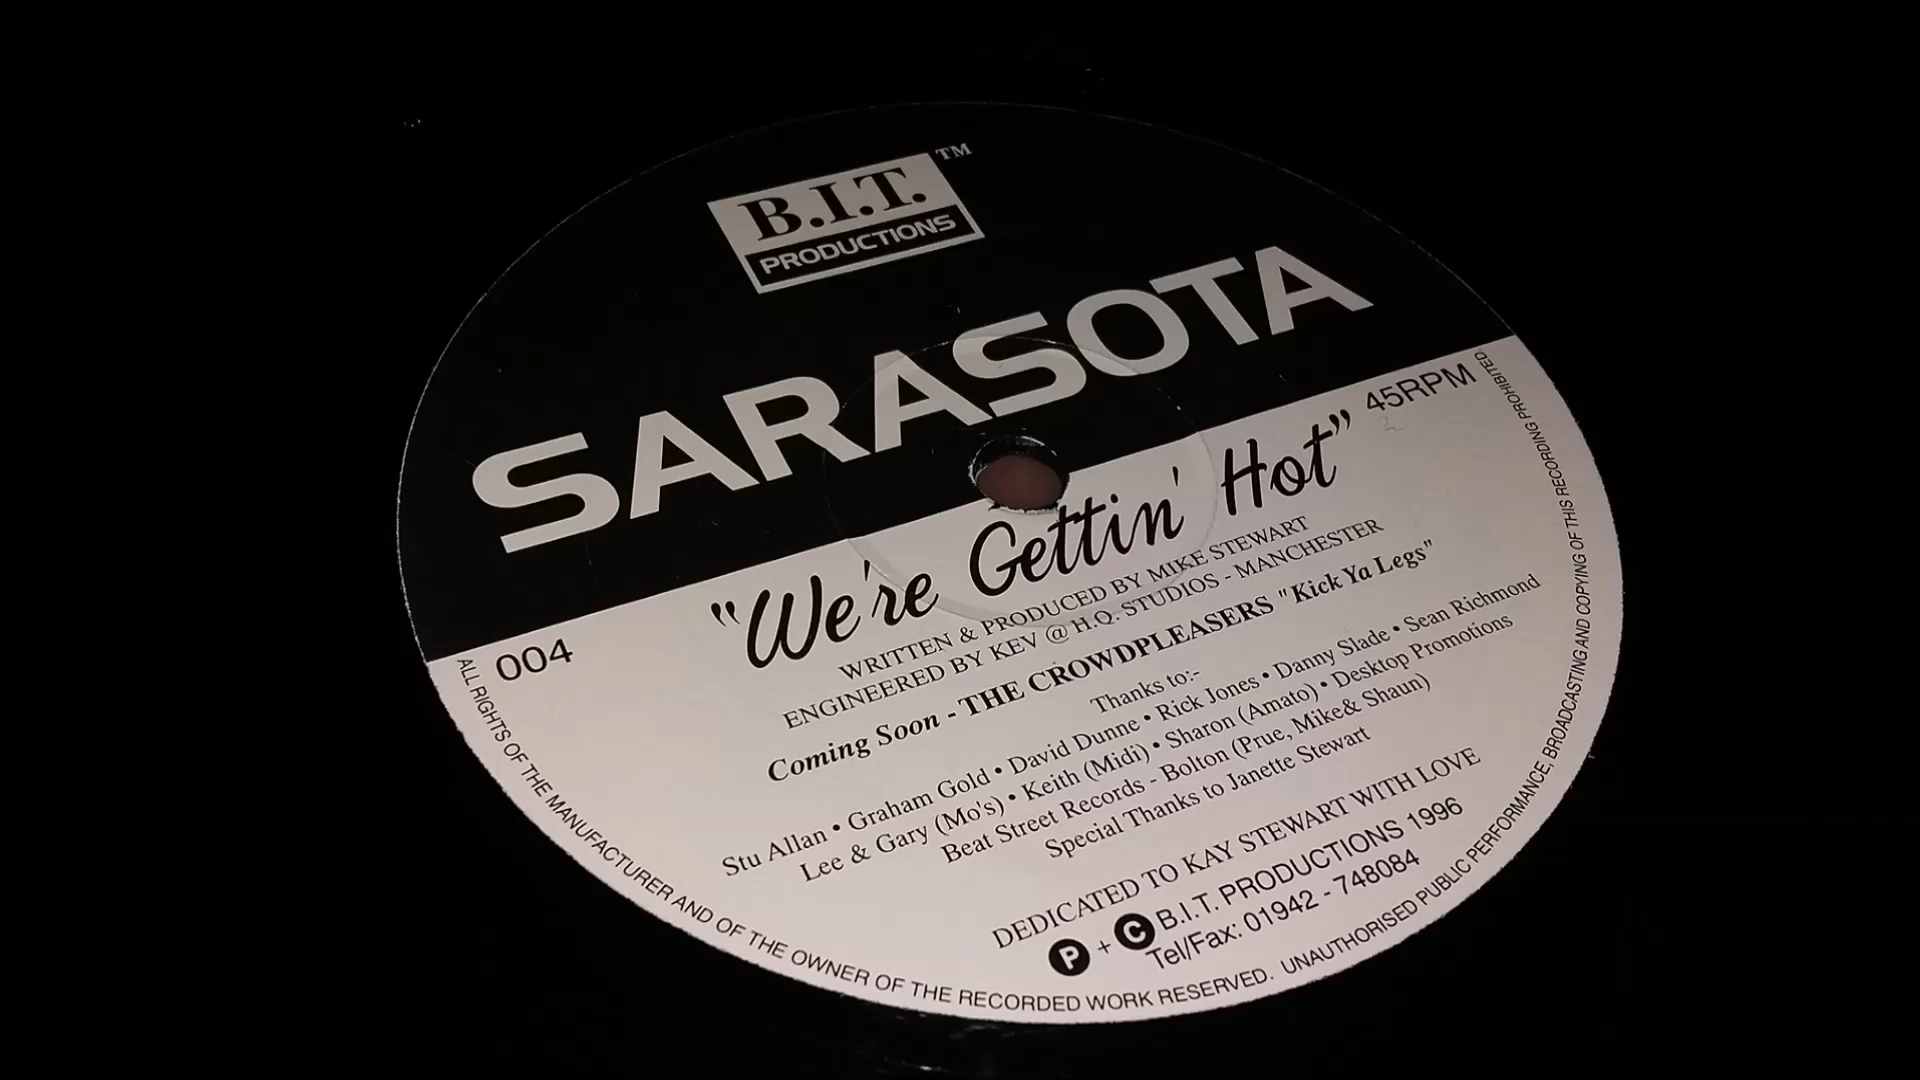 B.I.T.™
PRODUCTIONS
SARASOTA
45RPM
"We're Gettin' Hot"
004
WRITTEN & PRODUCED BY MIKE STEWART
ENGINEERED BY KEV @ H.Q. STUDIOS - MANCHESTER
Coming Soon - THE CROWDPLEASERS "Kick Ya Legs"
Thanks to:-
Stu Allan • Graham Gold • David Dunne • Rick Jones • Danny Slade • Sean Richmond
Lee & Gary (Mo's) • Keith (Midi) • Sharon (Amato) • Desktop Promotions
Beat Street Records - Bolton (Prue, Mike& Shaun)
Special Thanks to Janette Stewart
DEDICATED TO KAY STEWART WITH LOVE
P + C B.I.T. PRODUCTIONS 1996
Tel/Fax: 01942 - 748084
ALL RIGHTS OF THE MANUFACTURER AND OF THE OWNER OF THE RECORDED WORK RESERVED. UNAUTHORISED PUBLIC PERFORMANCE, BROADCASTING AND COPYING OF THIS RECORDING PROHIBITED.